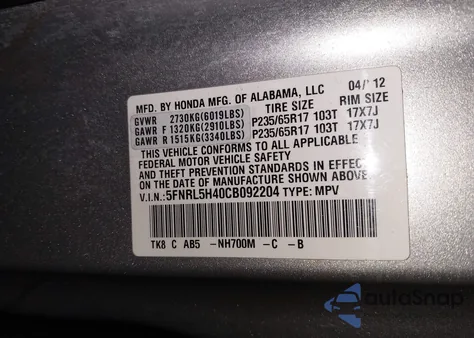 MFD. BY HONDA MFG. OF ALABAMA, LLC 04/12
GVWR 2730KG(6019LBS) TIRE SIZE RIM SIZE
GAWR F 1320KG(2910LBS) P235/65R17 103T 17X7J
GAWR R 1515KG(3340LBS) P235/65R17 103T 17X7J
THIS VEHICLE CONFORMS TO ALL APPLICABLE
FEDERAL MOTOR VEHICLE SAFETY
AND THEFT PREVENTION STANDARDS IN EFFECT
ON THE DATE OF MANUFACTURE SHOWN ABOVE.
V.I.N.: 5FNRL5H40CB092204 TYPE: MPV
TK8 C AB5 -NH700M -C -B
autoSnap